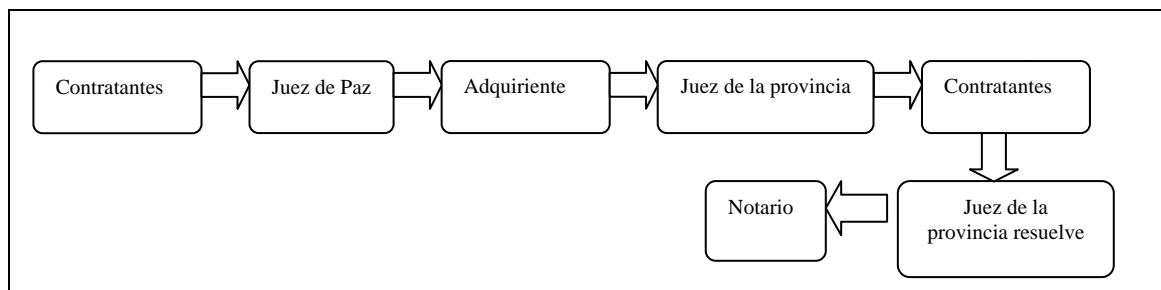 Contratantes
Juez de Paz
Adquiriente
Juez de la provincia
Contratantes
Juez de la
provincia resuelve
Notario